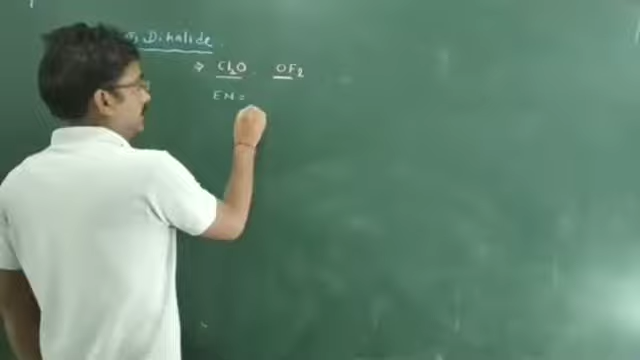 Dihalide
→ Cl₂O . OF₂
EN =